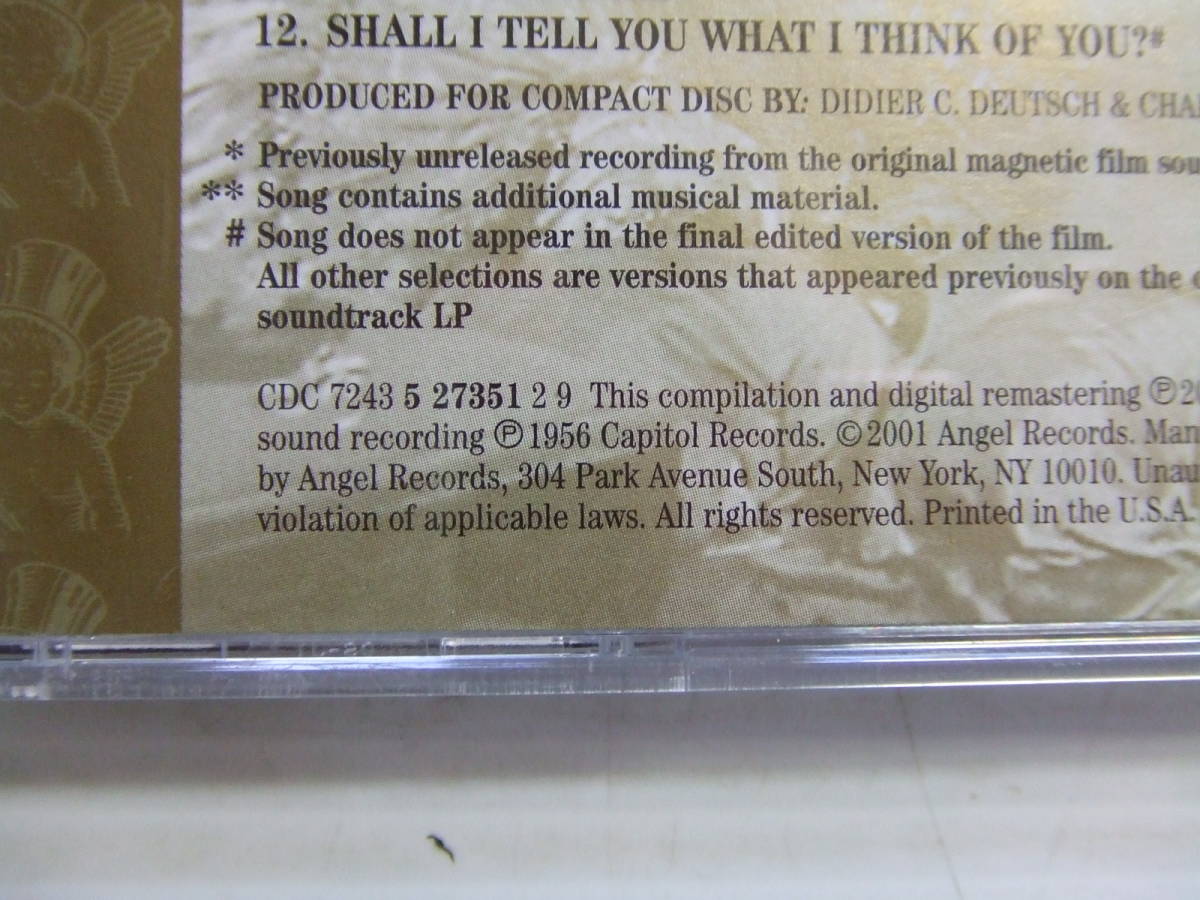 12. SHALL I TELL YOU WHAT I THINK OF YOU?#
PRODUCED FOR COMPACT DISC BY: DIDIER C. DEUTSCH &
* Previously unreleased recording from the original magnetic film
** Song contains additional musical material.
# Song does not appear in the final edited version of the film.
All other selections are versions that appeared previously on the
soundtrack LP
CDC 7243 5 27351 2 9 This compilation and digital remastering ℗
sound recording ℗1956 Capitol Records. ©2001 Angel Records.
by Angel Records, 304 Park Avenue South, New York, NY 10010.
violation of applicable laws. All rights reserved. Printed in the U.S.A.